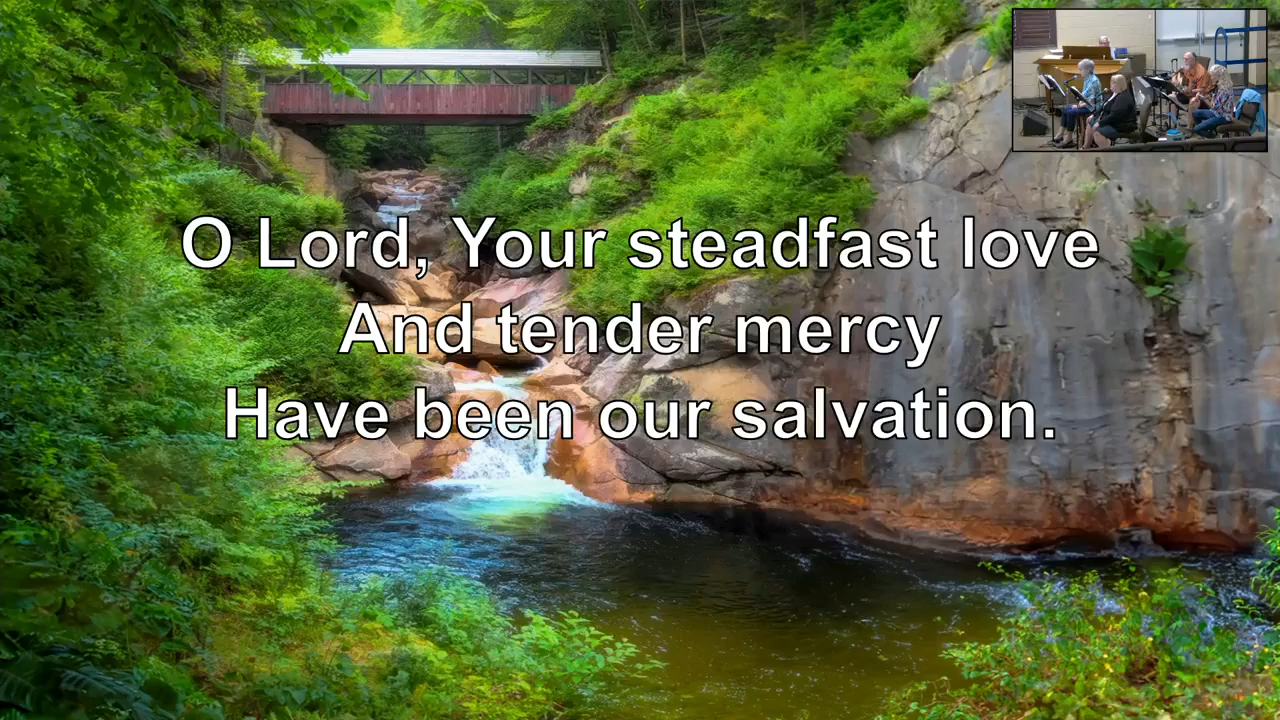 O Lord, Your steadfast love
And tender mercy
Have been our salvation.